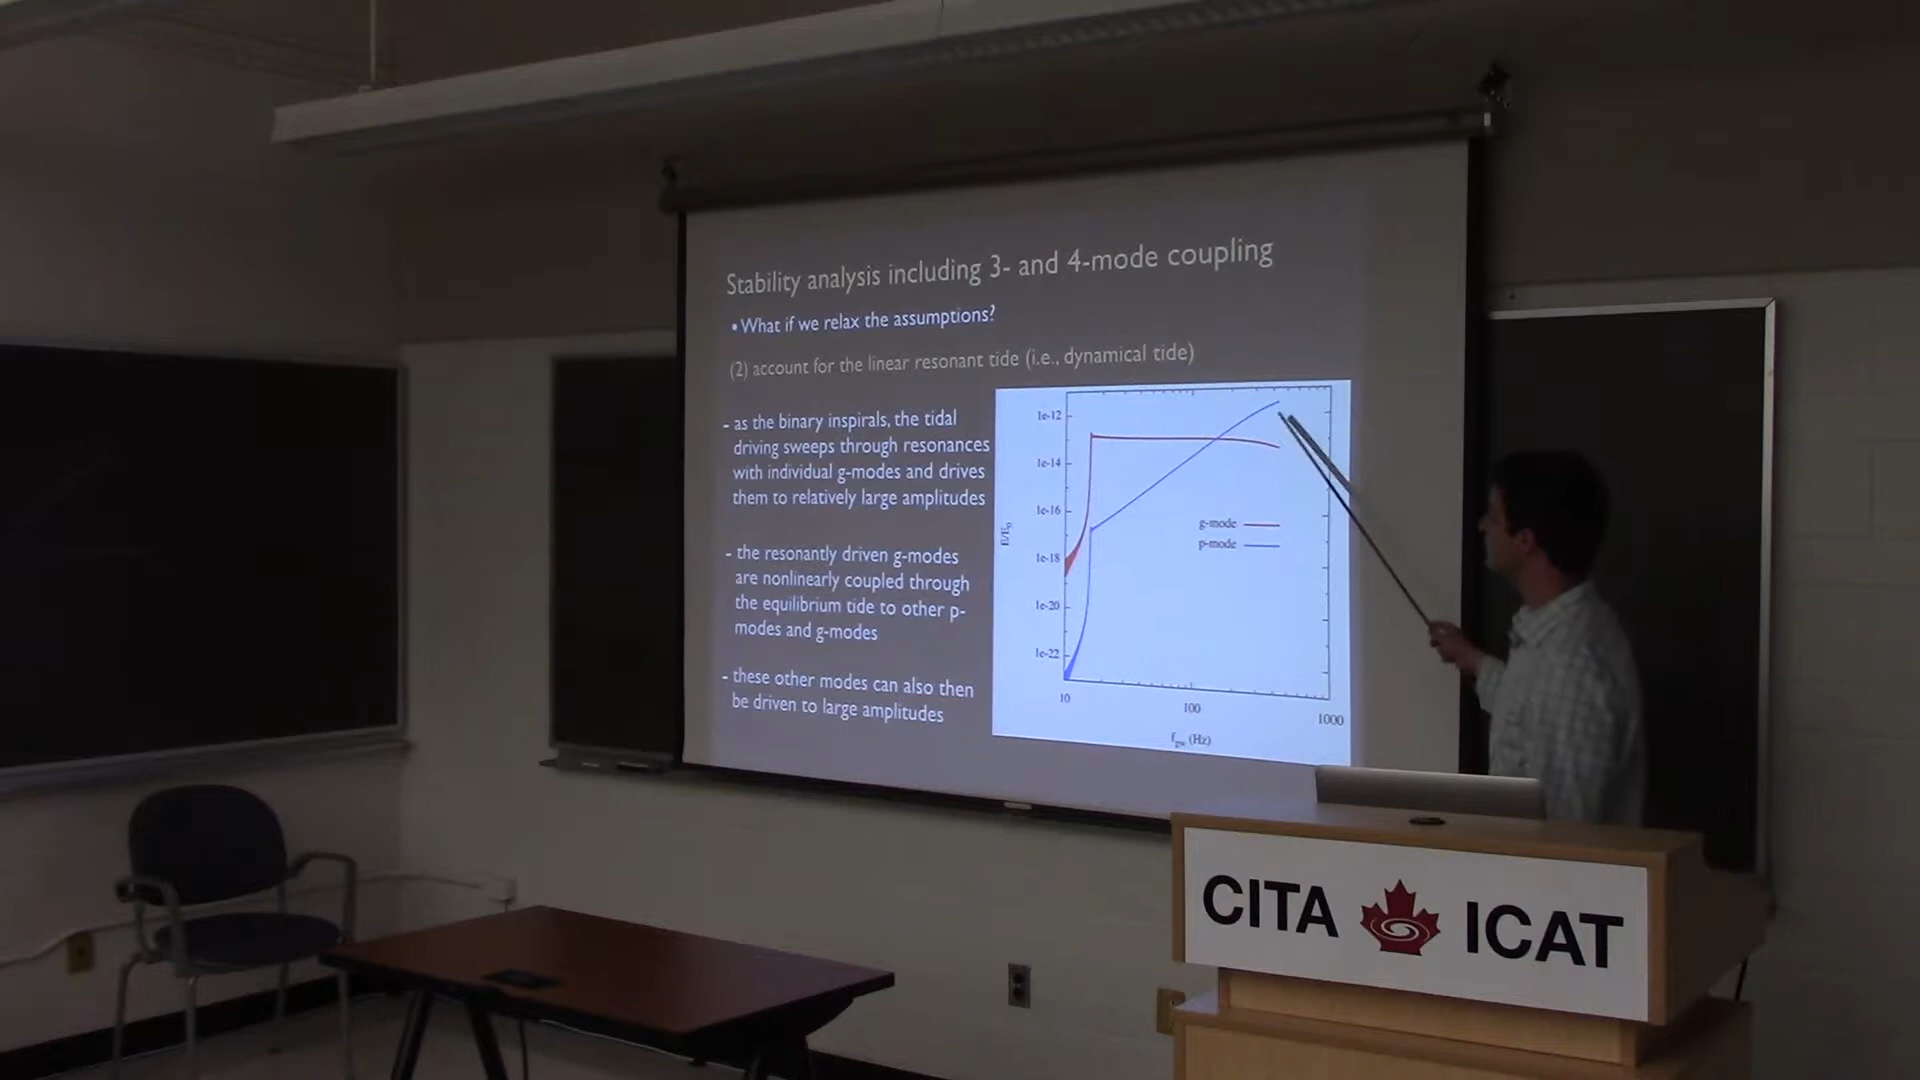 Stability analysis including 3- and 4-mode coupling
• What if we relax the assumptions?
(2) account for the linear resonant tide (i.e., dynamical tide)
- as the binary inspirals, the tidal
driving sweeps through resonances
with individual g-modes and drives
them to relatively large amplitudes
- the resonantly driven g-modes
are nonlinearly coupled through
the equilibrium tide to other p-
modes and g-modes
- these other modes can also then
be driven to large amplitudes
1e-12
1e-14
1e-16
1e-18
1e-20
1e-22
E/E₀
g-mode
p-mode
10
100
1000
f_gw (Hz)
CITA ICAT